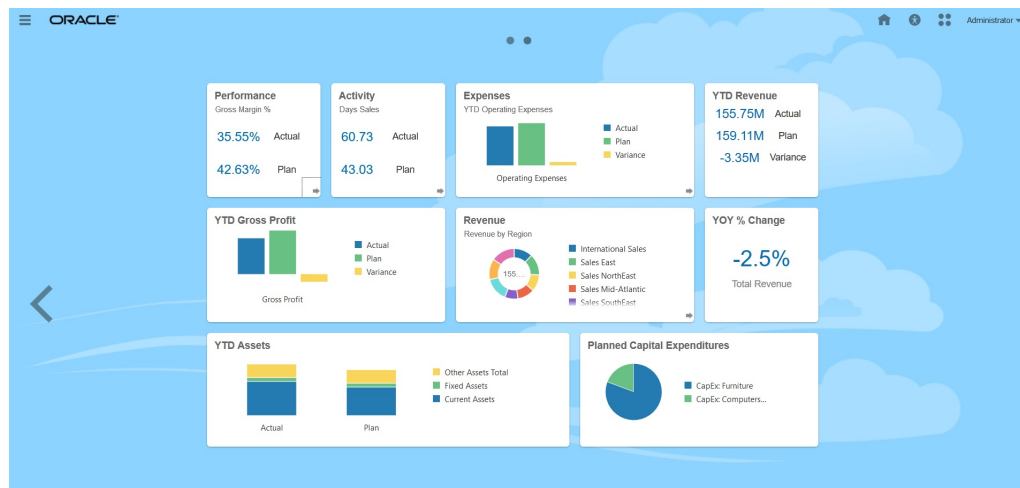 ORACLE
Administrator
Performance
Gross Margin %
35.55% Actual
42.63% Plan
Activity
Days Sales
60.73 Actual
43.03 Plan
Expenses
YTD Operating Expenses
Actual
Plan
Variance
Operating Expenses
YTD Revenue
155.75M Actual
159.11M Plan
-3.35M Variance
YTD Gross Profit
Actual
Plan
Variance
Gross Profit
Revenue
Revenue by Region
155...
International Sales
Sales East
Sales NorthEast
Sales Mid-Atlantic
Sales SouthEast
YOY % Change
-2.5%
Total Revenue
YTD Assets
Other Assets Total
Fixed Assets
Current Assets
Actual Plan
Planned Capital Expenditures
CapEx: Furniture
CapEx: Computers...